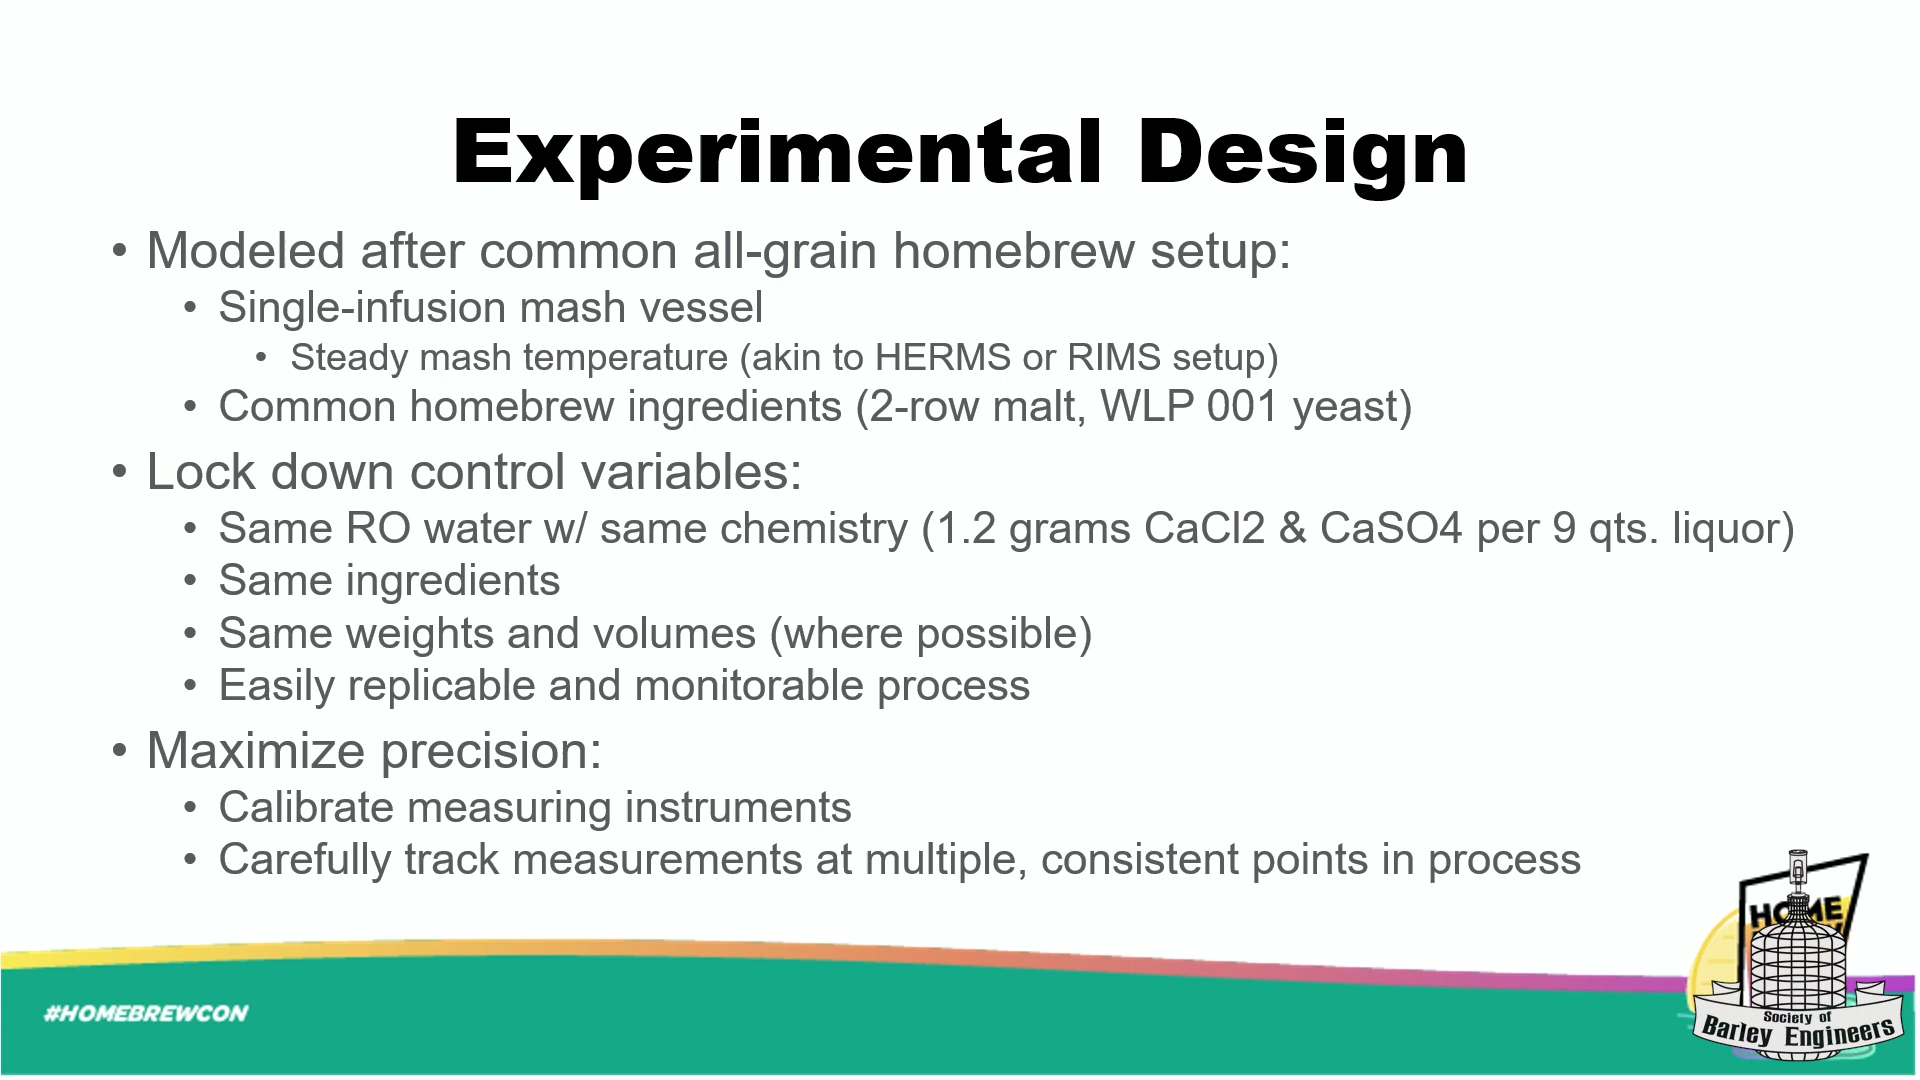 Experimental Design
• Modeled after common all-grain homebrew setup:
• Single-infusion mash vessel
• Steady mash temperature (akin to HERMS or RIMS setup)
• Common homebrew ingredients (2-row malt, WLP 001 yeast)
• Lock down control variables:
• Same RO water w/ same chemistry (1.2 grams CaCl2 & CaSO4 per 9 qts. liquor)
• Same ingredients
• Same weights and volumes (where possible)
• Easily replicable and monitorable process
• Maximize precision:
• Calibrate measuring instruments
• Carefully track measurements at multiple, consistent points in process
HOME
#HOMEBREWCON
Society of
Barley Engineers